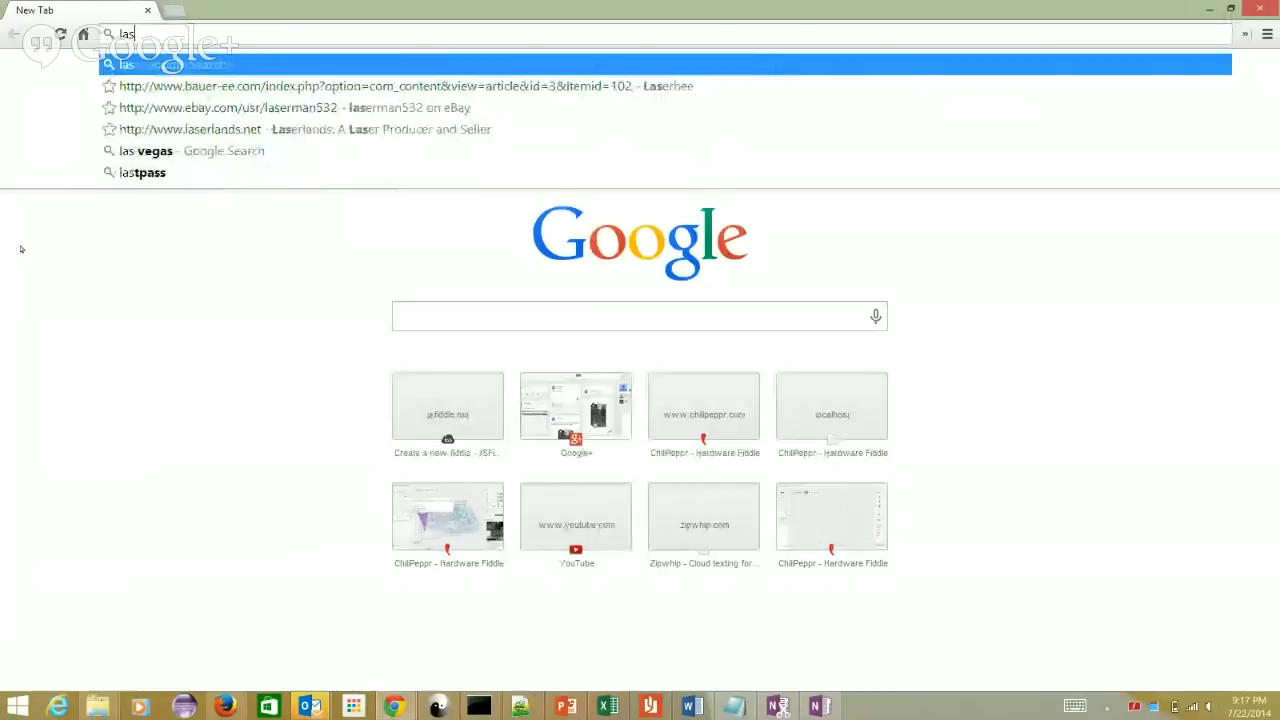 New Tab
las
Google+
las - Google Search
http://www.bauer-ee.com/index.php?option=com_content&view=article&id=3&Itemid=102 - Laserbee
http://www.ebay.com/usr/laserman532 - laserman532 on eBay
http://www.laserlands.net - Laserlands. A Laser Producer and Seller
las vegas - Google Search
lastpass
Google
jsfiddle.net
www.chilipeppr.com
localhost
Create a new fiddle - JSFi...
Google+
ChiliPeppr - Hardware Fiddle
ChiliPeppr - Hardware Fiddle
www.youtube.com
zipwhip.com
ChiliPeppr - Hardware Fiddle
YouTube
Zipwhip - Cloud texting for...
ChiliPeppr - Hardware Fiddle
9:17 PM
7/22/2014